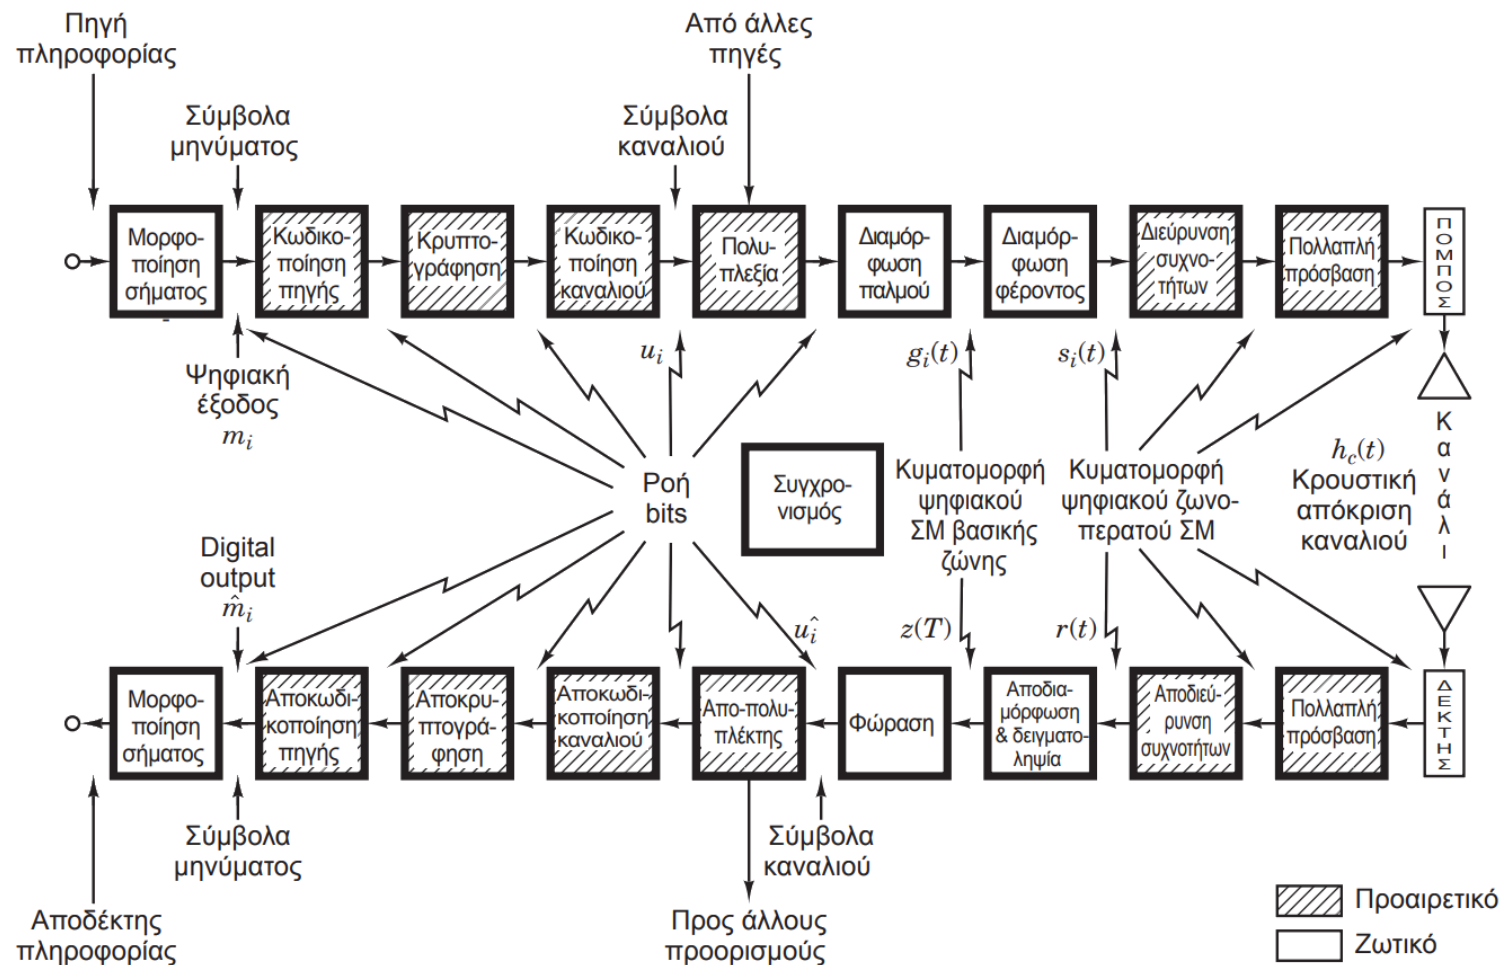 Πηγή
πληροφορίας
Από άλλες
πηγές
Σύμβολα
μηνύματος
Σύμβολα
καναλιού
Μορφο-
ποίηση
σήματος
Κωδικο-
ποίηση
πηγής
Κρυπτο-
γράφηση
Κωδικο-
ποίηση
καναλιού
Πολυ-
πλεξία
Διαμόρ-
φωση
παλμού
Διαμόρ-
φωση
φέροντος
Διεύρυνση
συχνο-
τήτων
Πολλαπλή
πρόσβαση
ΠΟΜΠΟΣ
Ψηφιακή
έξοδος
m_i
u_i
g_i(t)
s_i(t)
Ροή
bits
Συγχρο-
νισμός
Κυματομορφή
ψηφιακού
ΣΜ βασικής
ζώνης
Κυματομορφή
ψηφιακού ζωνο-
περατού ΣΜ
h_c(t)
Κρουστική
απόκριση
καναλιού
Κανάλι
Digital
output
m̂_i
u_î
z(T)
r(t)
Μορφο-
ποίηση
σήματος
Αποκωδι-
κοποίηση
πηγής
Αποκρυ-
πτογρά-
φηση
Αποκωδι-
κοποίηση
καναλιού
Απο-πολυ-
πλέκτης
Φώραση
Αποδια-
μόρφωση
& δειγματο-
ληψία
Αποδιεύ-
ρυνση
συχνοτήτων
Πολλαπλή
πρόσβαση
ΔΕΚΤΗΣ
Σύμβολα
μηνύματος
Σύμβολα
καναλιού
Αποδέκτης
πληροφορίας
Προς άλλους
προορισμούς
Προαιρετικό
Ζωτικό